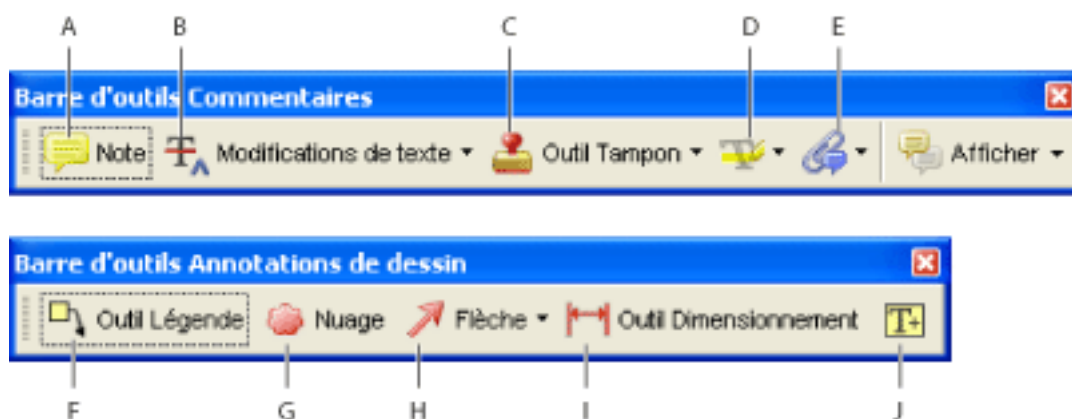 A B C D E
Barre d'outils Commentaires
Note Modifications de texte Outil Tampon Afficher
Barre d'outils Annotations de dessin
Outil Légende Nuage Flèche Outil Dimensionnement T+
F G H I J